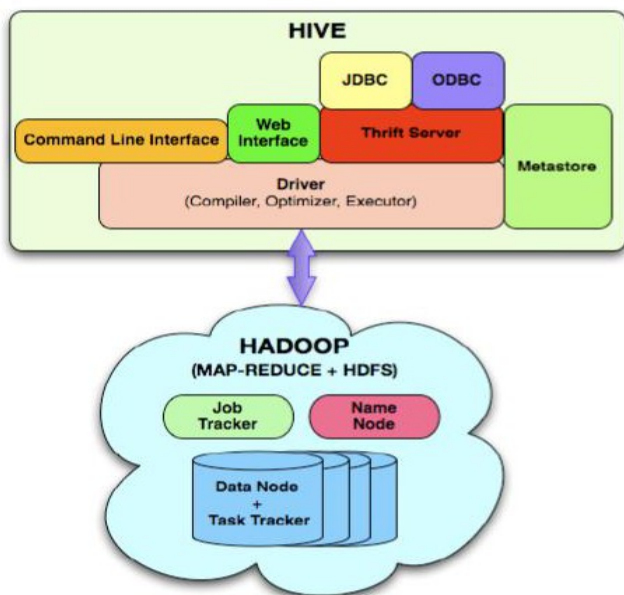 HIVE
JDBC
ODBC
Command Line Interface
Web
Interface
Thrift Server
Metastore
Driver
(Compiler, Optimizer, Executor)
HADOOP
(MAP-REDUCE + HDFS)
Job
Tracker
Name
Node
Data Node
+
Task Tracker